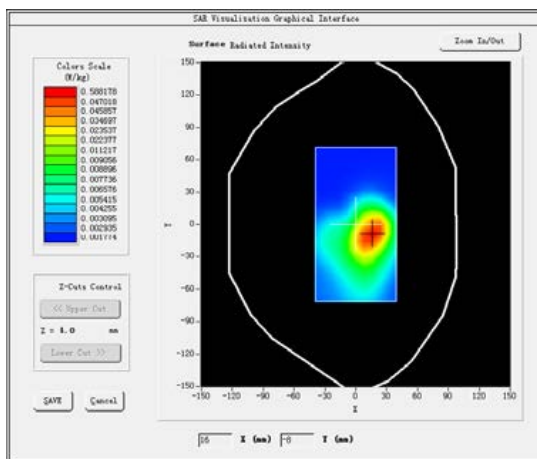 SAR Visualisation Graphical Interface
Surface Radiated Intensity
Zoom In/Out
Colors Scale
(W/kg)
0.588178
0.047018
0.045857
0.034697
0.023537
0.022377
0.011217
0.009056
0.008896
0.007736
0.006576
0.005415
0.004255
0.003095
0.002935
0.001774
150
120
90
60
30
0
-30
-60
-90
-120
-150
Y
-150 -120 -90 -60 -30 0 30 60 90 120 150
X
Z-Cuts Control
<< Upper Cut
Z = 4.0 mm
Lower Cut >>
SAVE Cancel
16 X (mm) -8 Y (mm)